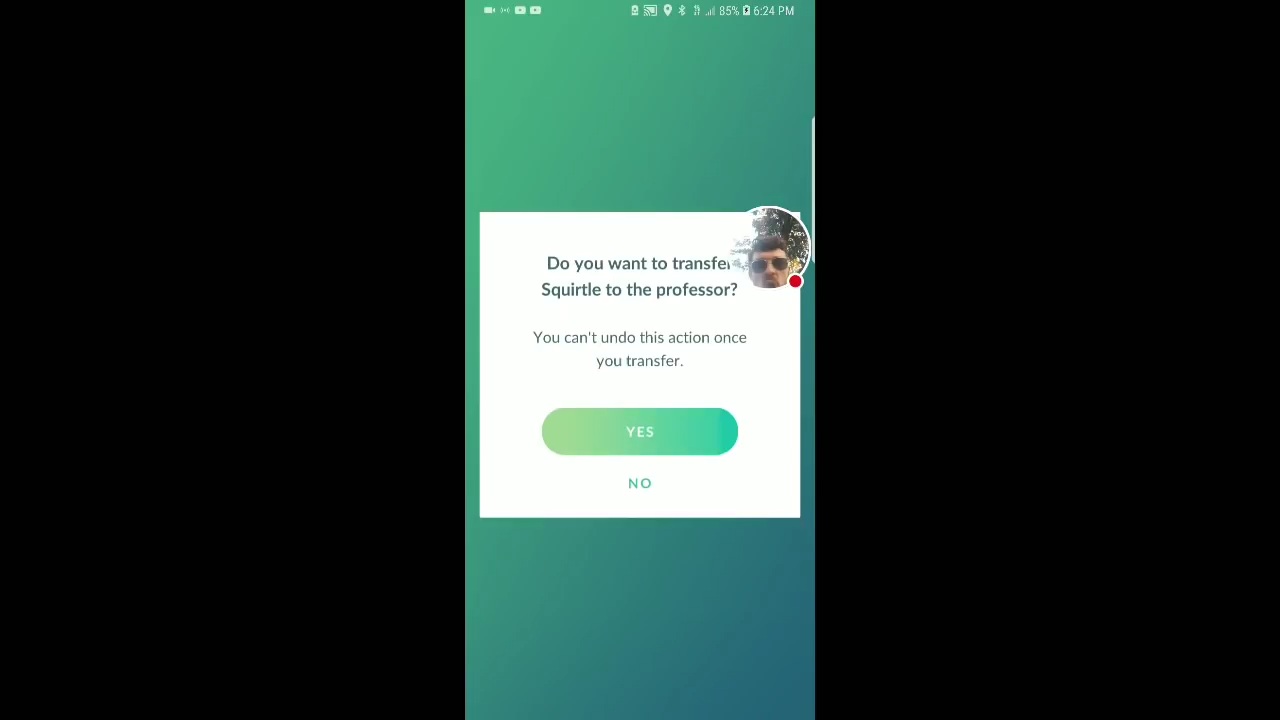 85% 6:24 PM
Do you want to transfer
Squirtle to the professor?
You can't undo this action once
you transfer.
YES
NO